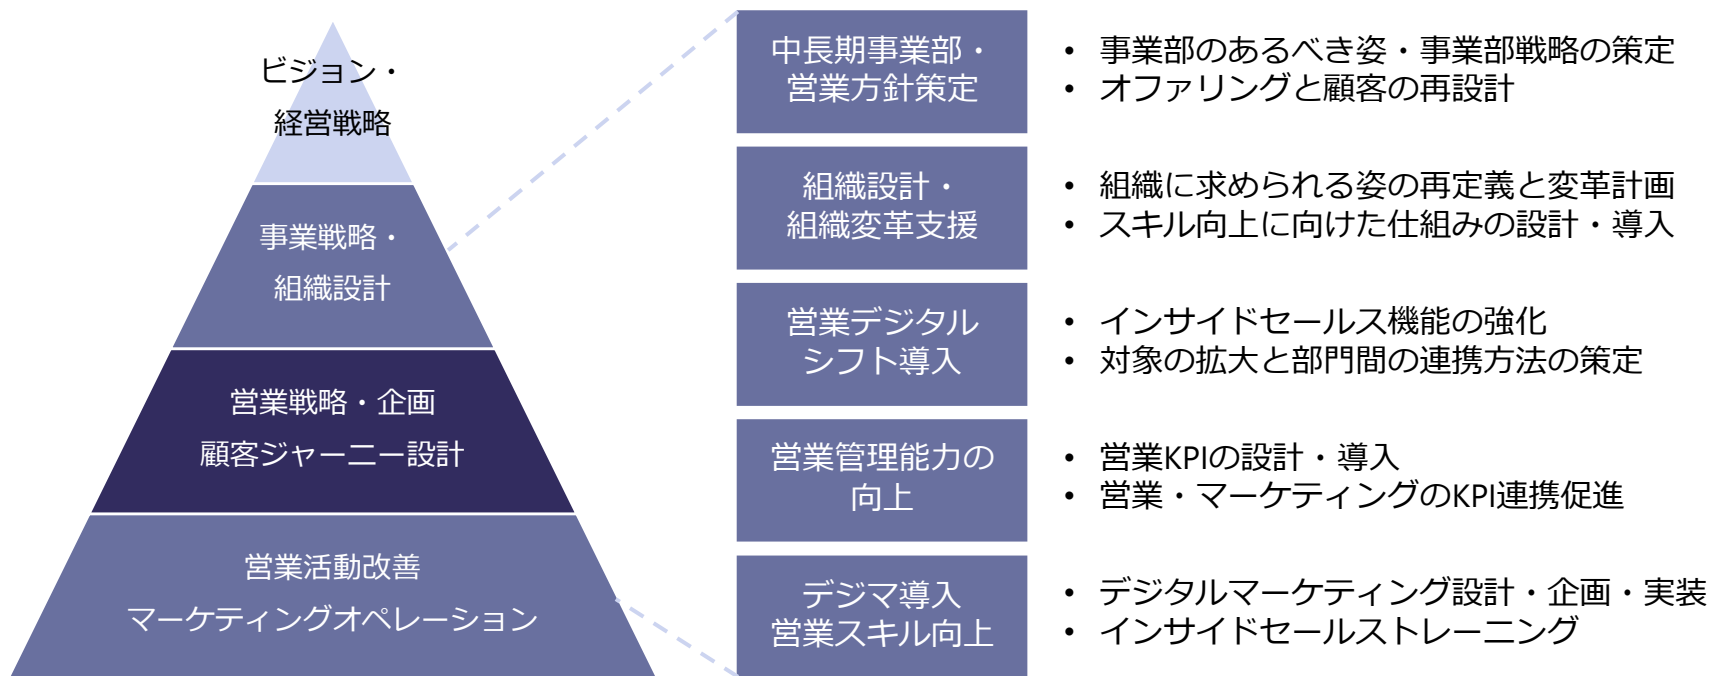 ビジョン・
経営戦略
事業戦略・
組織設計
営業戦略・企画
顧客ジャーニー設計
営業活動改善
マーケティングオペレーション
中長期事業部・
営業方針策定
• 事業部のあるべき姿・事業部戦略の策定
• オファリングと顧客の再設計
組織設計・
組織変革支援
• 組織に求められる姿の再定義と変革計画
• スキル向上に向けた仕組みの設計・導入
営業デジタル
シフト導入
• インサイドセールス機能の強化
• 対象の拡大と部門間の連携方法の策定
営業管理能力の
向上
• 営業KPIの設計・導入
• 営業・マーケティングのKPI連携促進
デジマ導入
営業スキル向上
• デジタルマーケティング設計・企画・実装
• インサイドセールストレーニング